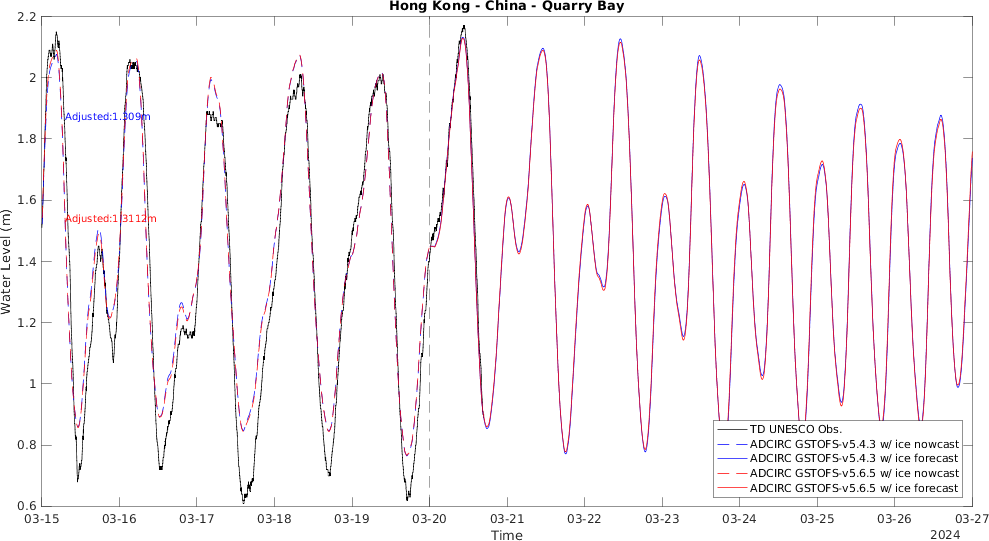 Hong Kong - China - Quarry Bay
2.2
2
1.8
1.6
1.4
1.2
1
0.8
0.6
Water Level (m)
Adjusted:1.309m
Adjusted:1.3112m
TD UNESCO Obs.
ADCIRC GSTOFS-v5.4.3 w/ ice nowcast
ADCIRC GSTOFS-v5.4.3 w/ ice forecast
ADCIRC GSTOFS-v5.6.5 w/ ice nowcast
ADCIRC GSTOFS-v5.6.5 w/ ice forecast
03-15 03-16 03-17 03-18 03-19 03-20 03-21 03-22 03-23 03-24 03-25 03-26 03-27
Time
2024